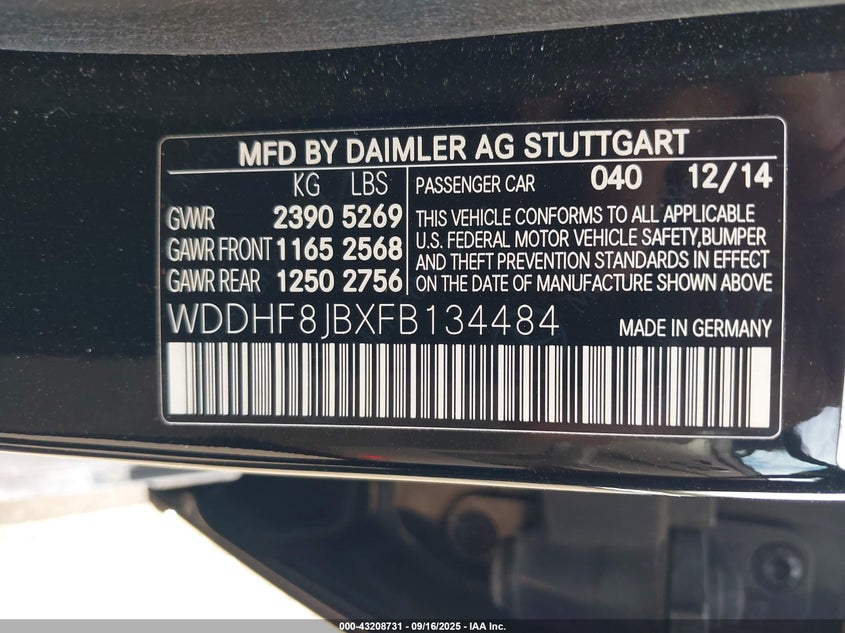 MFD BY DAIMLER AG STUTTGART
KG LBS
GVWR 2390 5269
GAWR FRONT 1165 2568
GAWR REAR 1250 2756
PASSENGER CAR 040 12/14
THIS VEHICLE CONFORMS TO ALL APPLICABLE
U.S. FEDERAL MOTOR VEHICLE SAFETY,BUMPER
AND THEFT PREVENTION STANDARDS IN EFFECT
ON THE DATE OF MANUFACTURE SHOWN ABOVE
WDDHF8JBXFB134484 MADE IN GERMANY
000-43208731 - 09/16/2025 - IAA Inc.